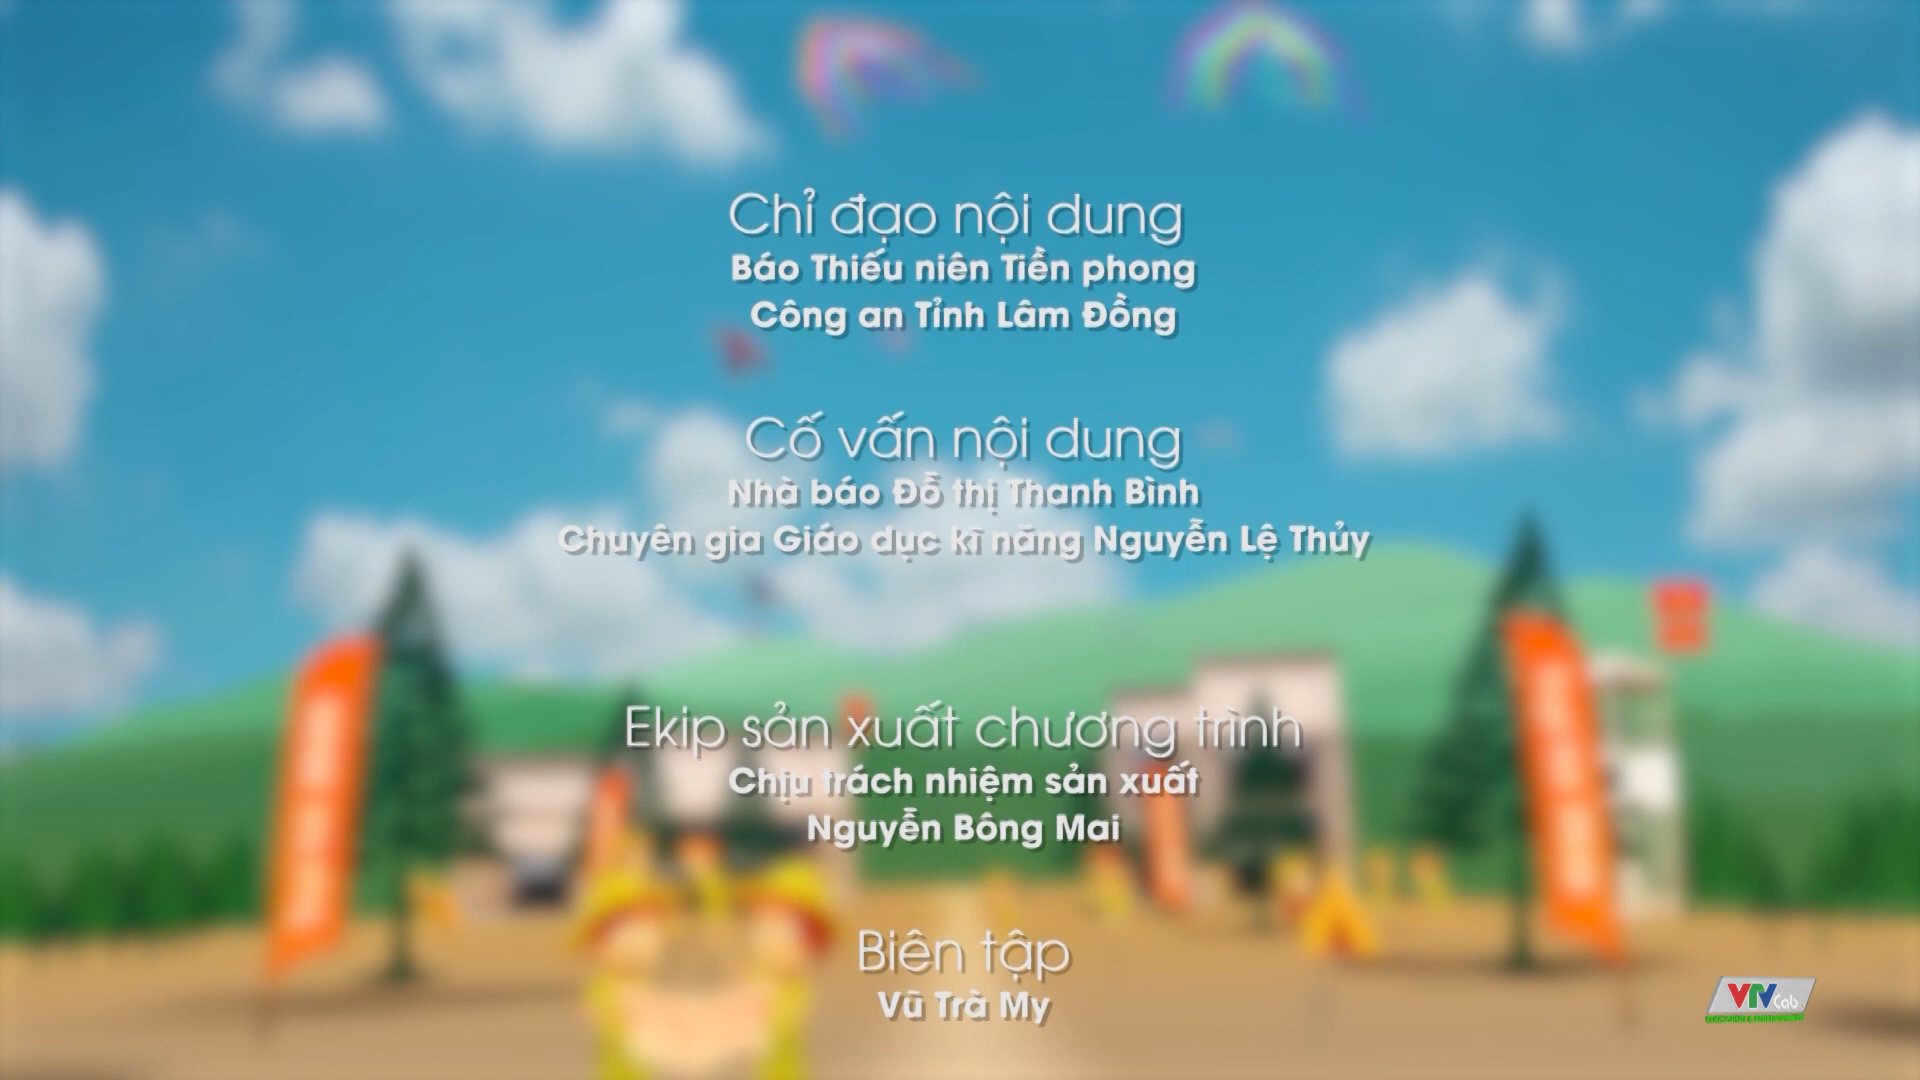 Chỉ đạo nội dung
Báo Thiếu niên Tiền phong
Công an Tỉnh Lâm Đồng
Cố vấn nội dung
Nhà báo Đỗ thị Thanh Bình
Chuyên gia Giáo dục kĩ năng Nguyễn Lệ Thủy
Ekip sản xuất chương trình
Chịu trách nhiệm sản xuất
Nguyễn Bông Mai
Biên tập
Vũ Trà My
VTVCab